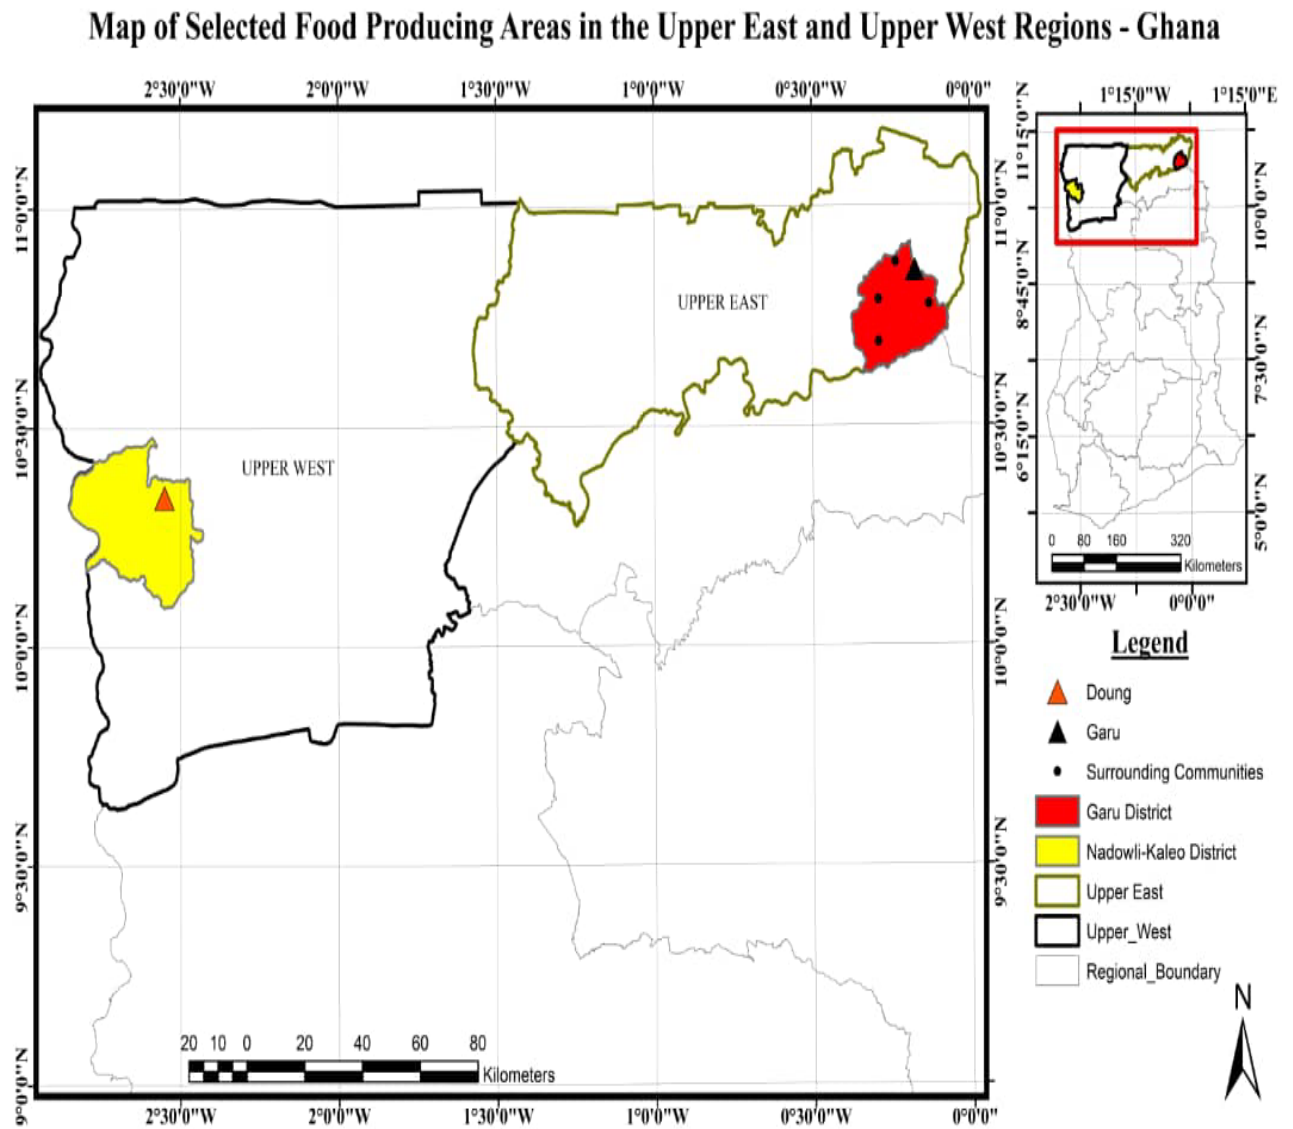 Map of Selected Food Producing Areas in the Upper East and Upper West Regions - Ghana
2°30'0"W 2°0'0"W 1°30'0"W 1°0'0"W 0°30'0"W 0°0'0"
1°15'0"W 1°15'0"E
11°0'0"N
10°30'0"N
10°0'0"N
9°30'0"N
9°0'0"N
UPPER EAST
UPPER WEST
11°0'0"N
10°30'0"N
10°0'0"N
9°30'0"N
11°15'0"N
8°45'0"N
6°15'0"N
10°0'0"N
7°30'0"N
5°0'0"N
0 80 160 320
Kilometers
2°30'0"W 0°0'0"
Legend
Doung
Garu
Surrounding Communities
Garu District
Nadowli-Kaleo District
Upper East
Upper_West
Regional_Boundary
N
20 10 0 20 40 60 80
Kilometers
2°30'0"W 2°0'0"W 1°30'0"W 1°0'0"W 0°30'0"W 0°0'0"